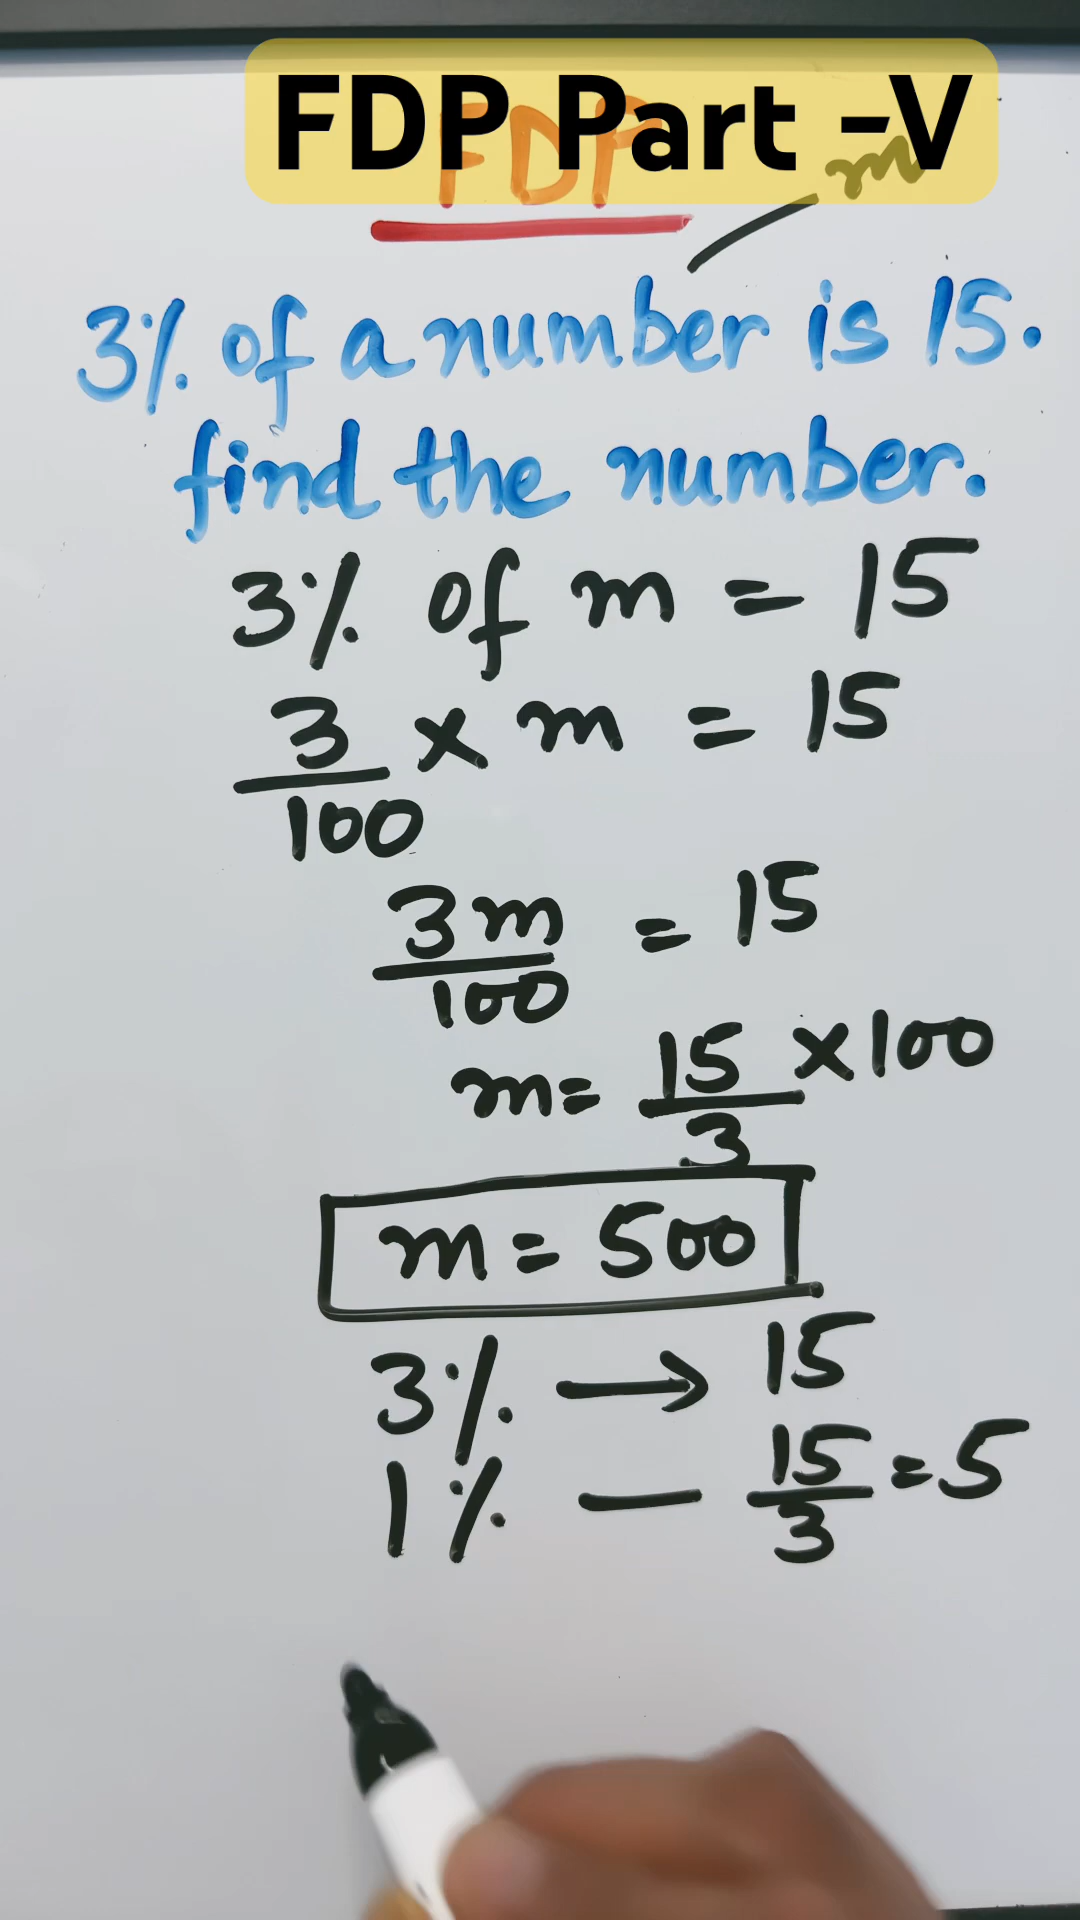 FDP Part -V
FDP
m
3% of a number is 15.
find the number.
3% of m = 15
3/100 × m = 15
3m/100 = 15
m = 15/3 × 100
m = 500
3% → 15
1% — 15/3 = 5